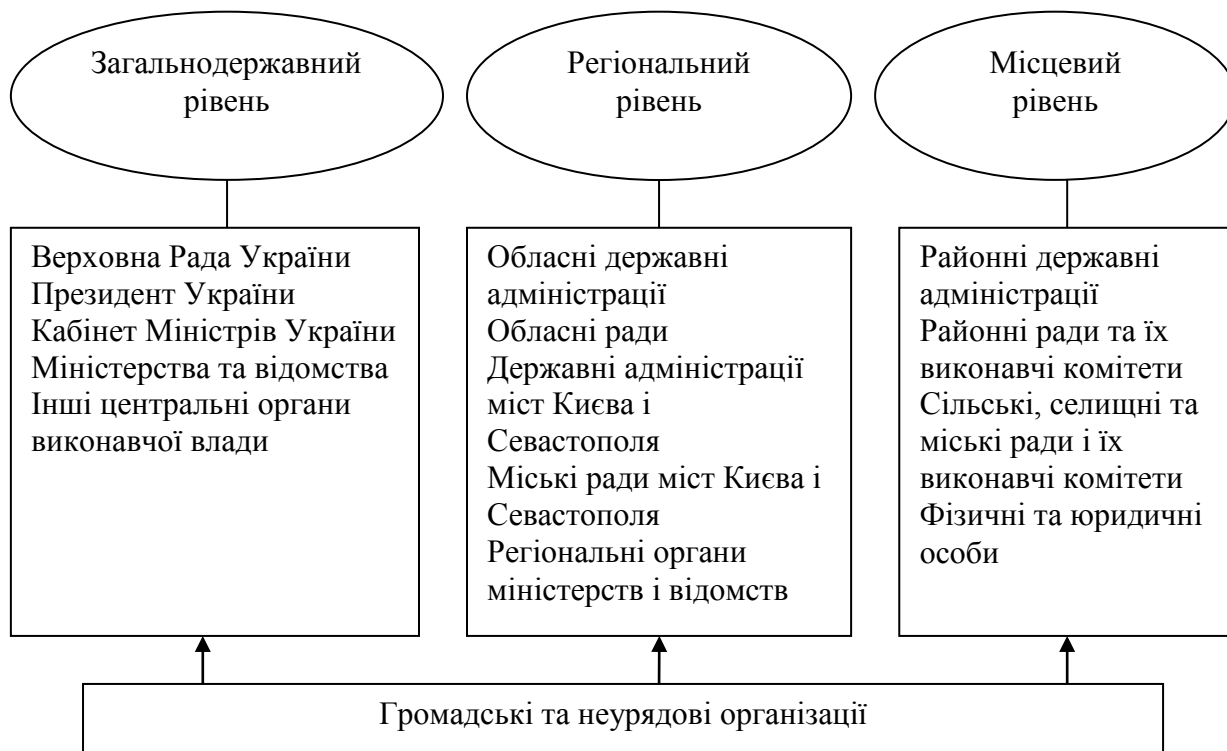 Загальнодержавний
рівень
Регіональний
рівень
Місцевий
рівень
Верховна Рада України
Президент України
Кабінет Міністрів України
Міністерства та відомства
Інші центральні органи
виконавчої влади
Обласні державні
адміністрації
Обласні ради
Державні адміністрації
міст Києва і
Севастополя
Міські ради міст Києва і
Севастополя
Регіональні органи
міністерств і відомств
Районні державні
адміністрації
Районні ради та їх
виконавчі комітети
Сільські, селищні та
міські ради і їх
виконавчі комітети
Фізичні та юридичні
особи
Громадські та неурядові організації